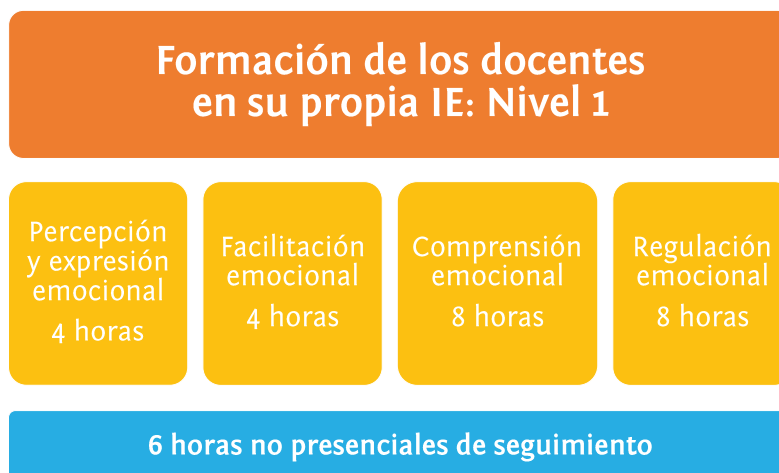 Formación de los docentes
en su propia IE: Nivel 1
Percepción
y expresión
emocional
4 horas
Facilitación
emocional
4 horas
Comprensión
emocional
8 horas
Regulación
emocional
8 horas
6 horas no presenciales de seguimiento